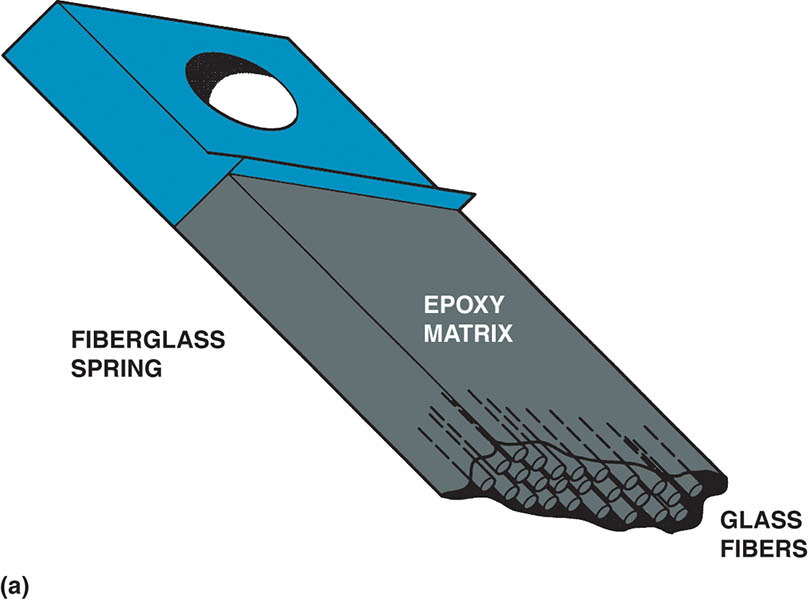 EPOXY
MATRIX
FIBERGLASS
SPRING
GLASS
FIBERS
(a)